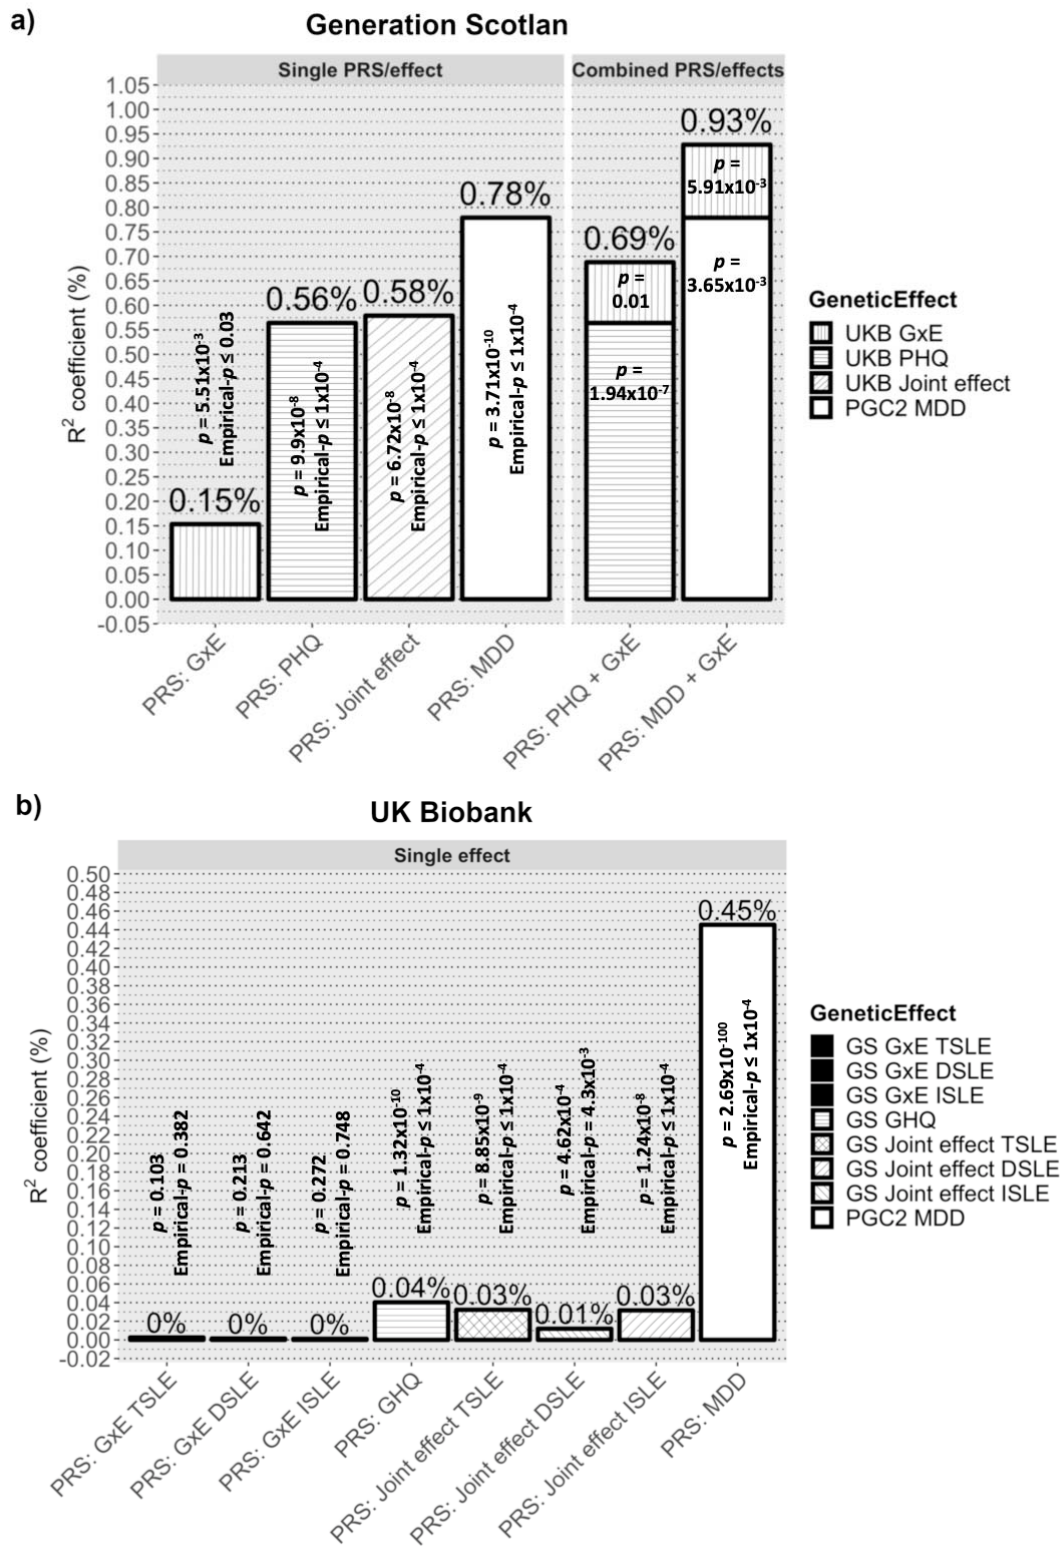 a)
Generation Scotlan
Single PRS/effect
Combined PRS/effects
R² coefficient (%)
1.05
1.00
0.95
0.90
0.85
0.80
0.75
0.70
0.65
0.60
0.55
0.50
0.45
0.40
0.35
0.30
0.25
0.20
0.15
0.10
0.05
0.00
-0.05
0.15%
p = 5.51x10⁻³
Empirical-p ≤ 0.03
0.56%
p = 9.9x10⁻⁸
Empirical-p ≤ 1x10⁻⁴
0.58%
p = 6.72x10⁻⁸
Empirical-p ≤ 1x10⁻⁴
0.78%
p = 3.71x10⁻¹⁰
Empirical-p ≤ 1x10⁻⁴
0.69%
p =
0.01
p =
1.94x10⁻⁷
0.93%
p =
5.91x10⁻³
p =
3.65x10⁻³
PRS: GxE
PRS: PHQ
PRS: Joint effect
PRS: MDD
PRS: PHQ + GxE
PRS: MDD + GxE
GeneticEffect
UKB GxE
UKB PHQ
UKB Joint effect
PGC2 MDD
b)
UK Biobank
Single effect
R² coefficient (%)
0.50
0.48
0.46
0.44
0.42
0.40
0.38
0.36
0.34
0.32
0.30
0.28
0.26
0.24
0.22
0.20
0.18
0.16
0.14
0.12
0.10
0.08
0.06
0.04
0.02
0.00
-0.02
0%
p = 0.103
Empirical-p = 0.382
0%
p = 0.213
Empirical-p = 0.642
0%
p = 0.272
Empirical-p = 0.748
0.04%
p = 1.32x10⁻¹⁰
Empirical-p ≤ 1x10⁻⁴
0.03%
p = 8.85x10⁻⁹
Empirical-p ≤ 1x10⁻⁴
0.01%
p = 4.62x10⁻⁴
Empirical-p = 4.3x10⁻³
0.03%
p = 1.24x10⁻⁸
Empirical-p ≤ 1x10⁻⁴
0.45%
p = 2.69x10⁻¹⁰⁰
Empirical-p ≤ 1x10⁻⁴
PRS: GxE TSLE
PRS: GxE DSLE
PRS: GxE ISLE
PRS: GHQ
PRS: Joint effect TSLE
PRS: Joint effect DSLE
PRS: Joint effect ISLE
PRS: MDD
GeneticEffect
GS GxE TSLE
GS GxE DSLE
GS GxE ISLE
GS GHQ
GS Joint effect TSLE
GS Joint effect DSLE
GS Joint effect ISLE
PGC2 MDD